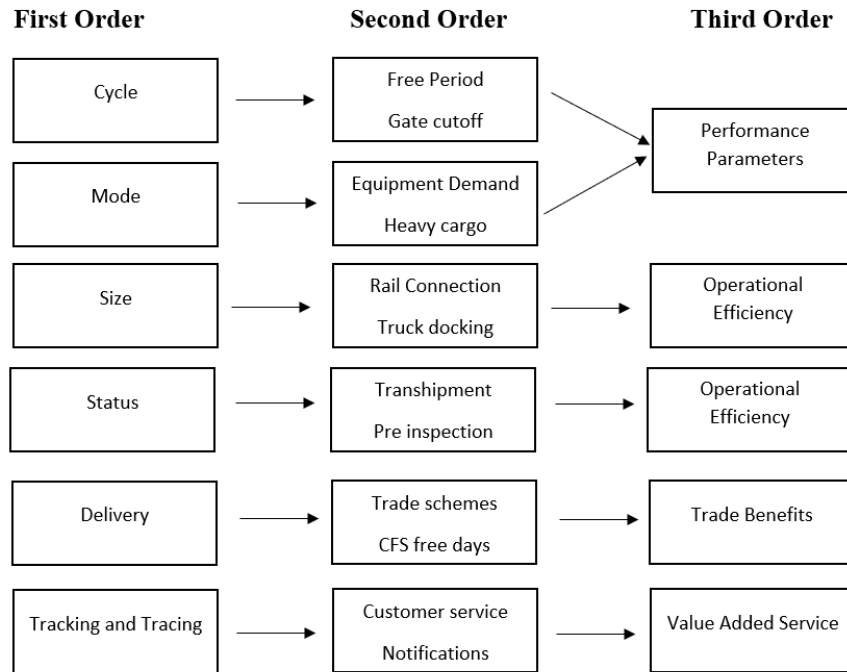 First Order Second Order Third Order
Cycle
Free Period
Gate cutoff
Performance
Parameters
Mode
Equipment Demand
Heavy cargo
Size
Rail Connection
Truck docking
Operational
Efficiency
Status
Transhipment
Pre inspection
Operational
Efficiency
Delivery
Trade schemes
CFS free days
Trade Benefits
Tracking and Tracing
Customer service
Notifications
Value Added Service